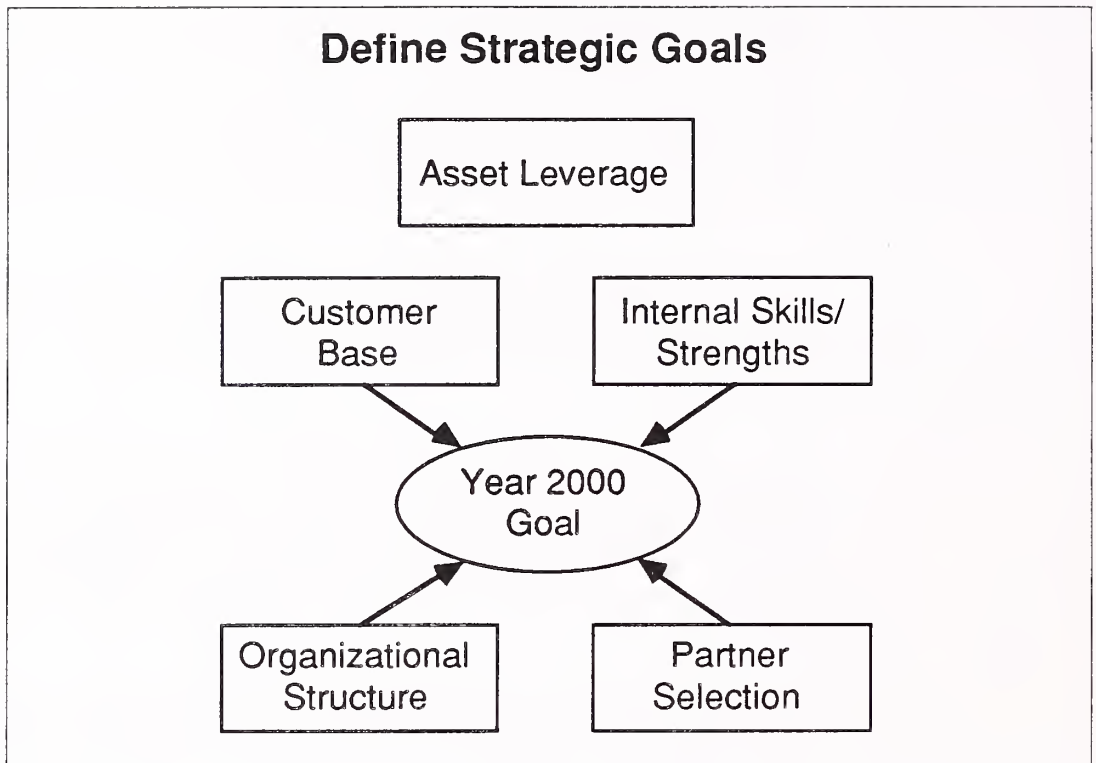 Define Strategic Goals
Asset Leverage
Customer
Base
Internal Skills/
Strengths
Year 2000
Goal
Organizational
Structure
Partner
Selection